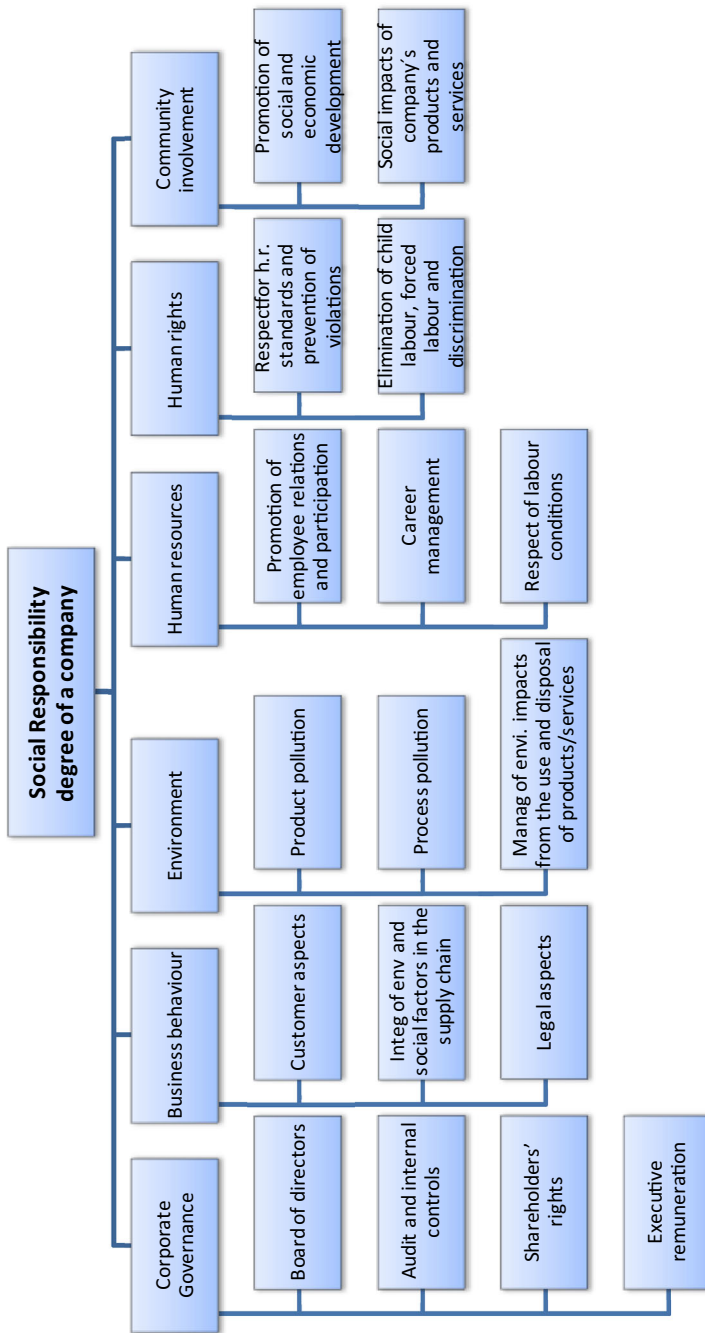 Social Responsibility
degree of a company
Corporate
Governance
Board of directors
Audit and internal
controls
Shareholders’
rights
Executive
remuneration
Business behaviour
Customer aspects
Integ of env and
social factors in the
supply chain
Legal aspects
Environment
Product pollution
Process pollution
Manag of envi. impacts
from the use and disposal
of products/services
Human resources
Promotion of
employee relations
and participation
Career
management
Respect of labour
conditions
Human rights
Respectfor h.r.
standards and
prevention of
violations
Elimination of child
labour, forced
labour and
discrimination
Community
involvement
Promotion of
social and
economic
development
Social impacts of
company´s
products and
services